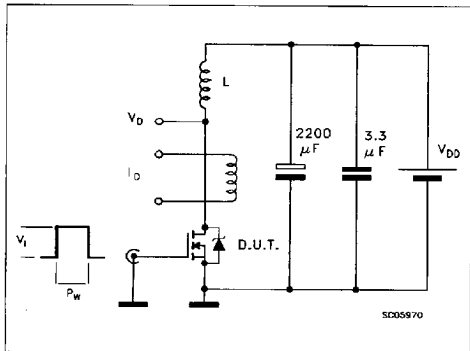 L
V_D
2200
μF
3.3
μF
V_DD
I_D
D.U.T.
V_i
P_W
SC05970